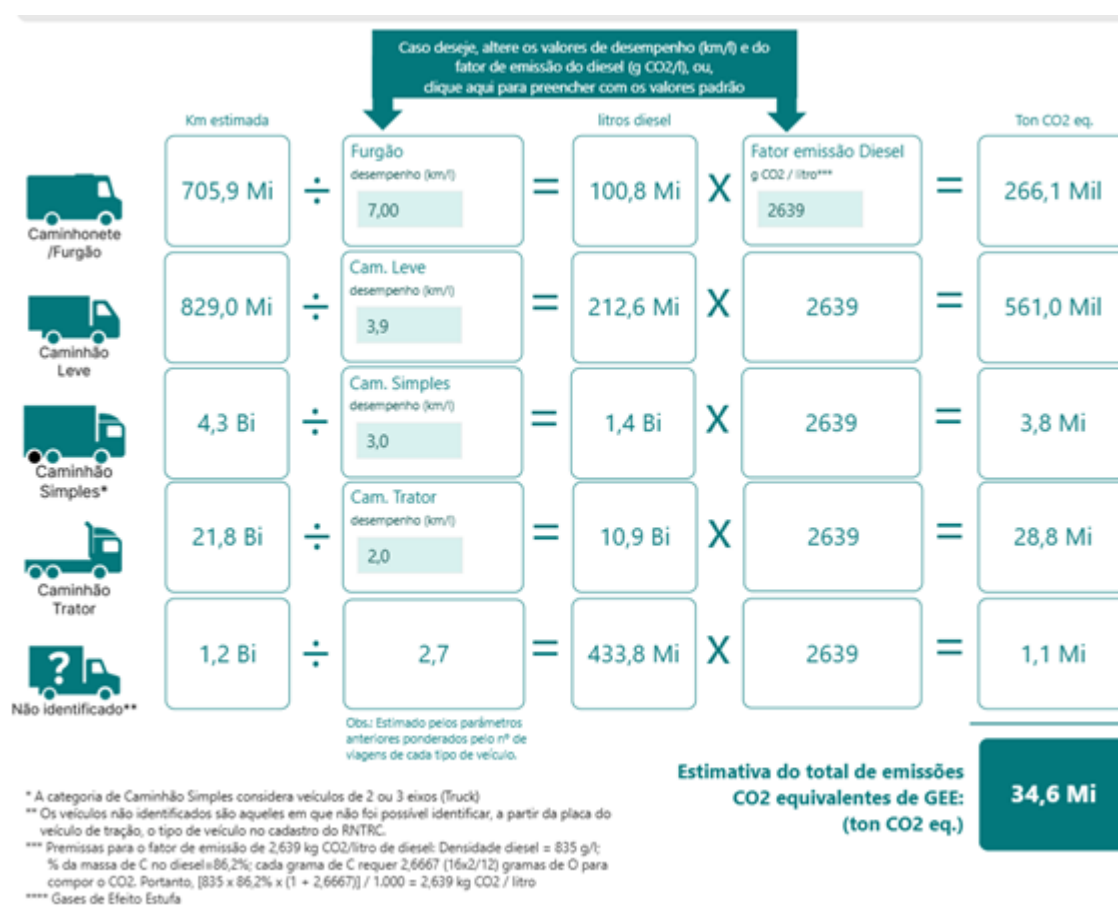 Caso deseje, altere os valores de desempenho (km/l) e do
fator de emissão do diesel (g CO2/l), ou,
clique aqui para preencher com os valores padrão
Km estimada
litros diesel
Ton CO2 eq.
Caminhonete
/Furgão
705,9 Mi
÷
Furgão
desempenho (km/l)
7,00
=
100,8 Mi
X
Fator emissão Diesel
g CO2 / litro***
2639
=
266,1 Mil
Caminhão
Leve
829,0 Mi
÷
Cam. Leve
desempenho (km/l)
3,9
=
212,6 Mi
X
2639
=
561,0 Mil
Caminhão
Simples*
4,3 Bi
÷
Cam. Simples
desempenho (km/l)
3,0
=
1,4 Bi
X
2639
=
3,8 Mi
Caminhão
Trator
21,8 Bi
÷
Cam. Trator
desempenho (km/l)
2,0
=
10,9 Bi
X
2639
=
28,8 Mi
?
Não identificado**
1,2 Bi
÷
2,7
=
433,8 Mi
X
2639
=
1,1 Mi
Obs.: Estimado pelos parâmetros
anteriores ponderados pelo nº de
viagens de cada tipo de veículo.
Estimativa do total de emissões
CO2 equivalentes de GEE:
(ton CO2 eq.)
34,6 Mi
* A categoria de Caminhão Simples considera veículos de 2 ou 3 eixos (Truck)
** Os veículos não identificados são aqueles em que não foi possível identificar, a partir da placa do
veículo de tração, o tipo de veículo no cadastro do RNTRC.
*** Premissas para o fator de emissão de 2,639 kg CO2/litro de diesel: Densidade diesel = 835 g/l;
% da massa de C no diesel=86,2%; cada grama de C requer 2,6667 (16x2/12) gramas de O para
compor o CO2. Portanto, [835 x 86,2% x (1 + 2,6667)] / 1.000 = 2,639 kg CO2 / litro
**** Gases de Efeito Estufa